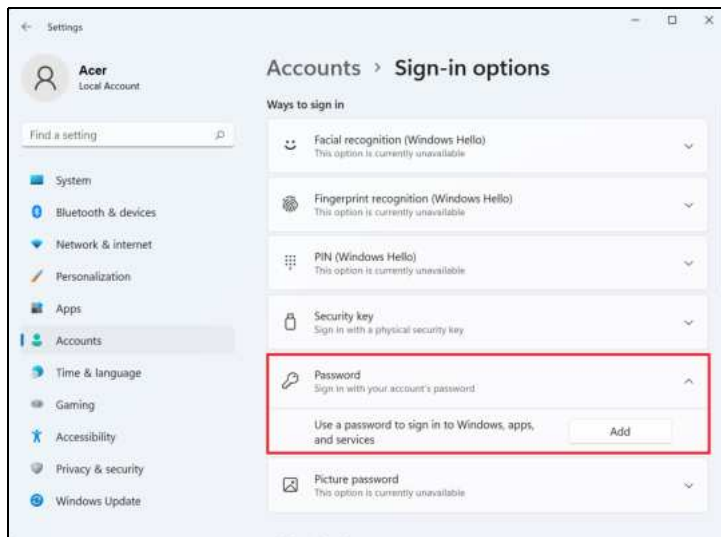 Settings
Acer
Local Account
Find a setting
System
Bluetooth & devices
Network & internet
Personalization
Apps
Accounts
Time & language
Gaming
Accessibility
Privacy & security
Windows Update
Accounts > Sign-in options
Ways to sign in
Facial recognition (Windows Hello)
This option is currently unavailable
Fingerprint recognition (Windows Hello)
This option is currently unavailable
PIN (Windows Hello)
This option is currently unavailable
Security key
Sign in with a physical security key
Password
Sign in with your account's password
Use a password to sign in to Windows, apps,
and services
Add
Picture password
This option is currently unavailable